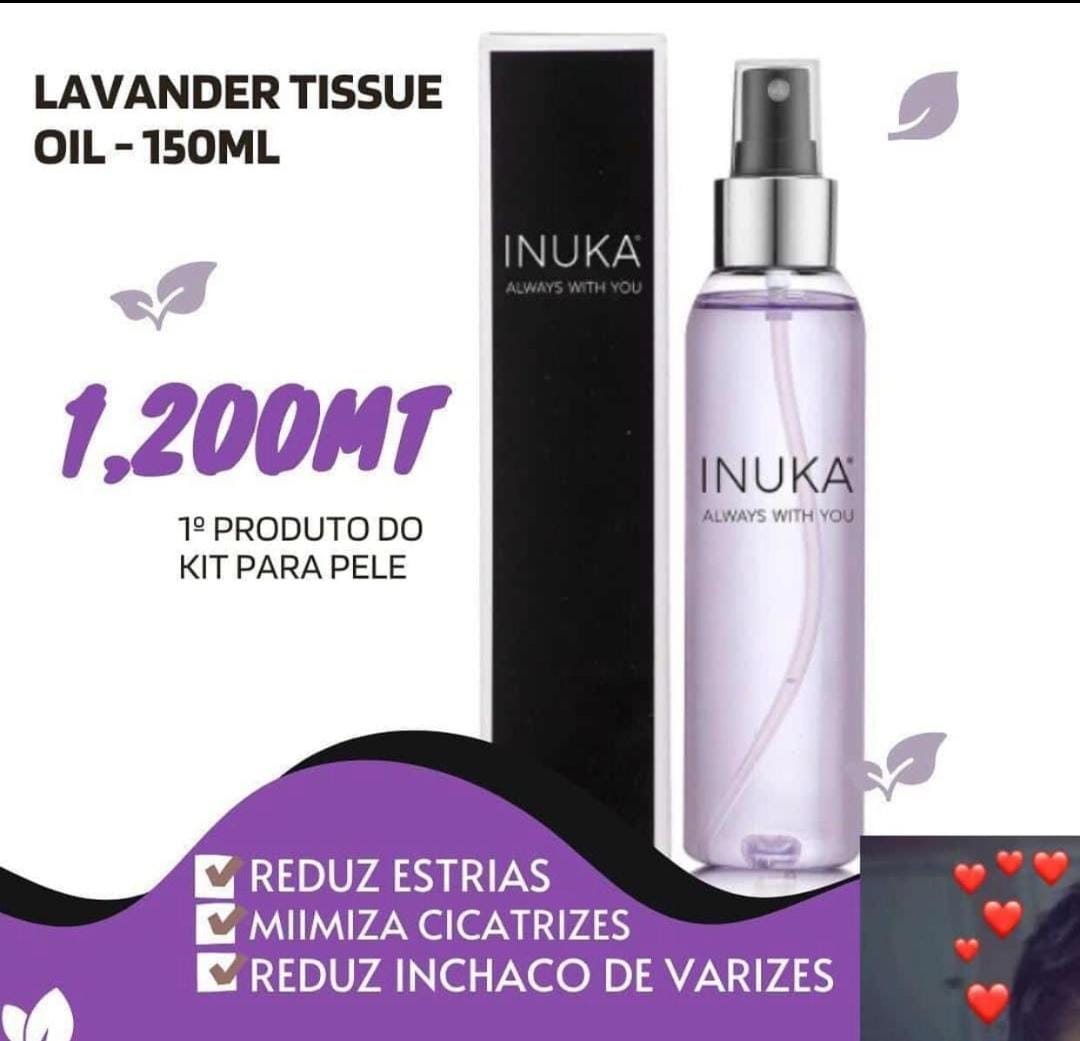 LAVANDER TISSUE
OIL - 150ML
1,200MT
1º PRODUTO DO
KIT PARA PELE
INUKA
ALWAYS WITH YOU
INUKA
ALWAYS WITH YOU
REDUZ ESTRIAS
MIIMIZA CICATRIZES
REDUZ INCHACO DE VARIZES